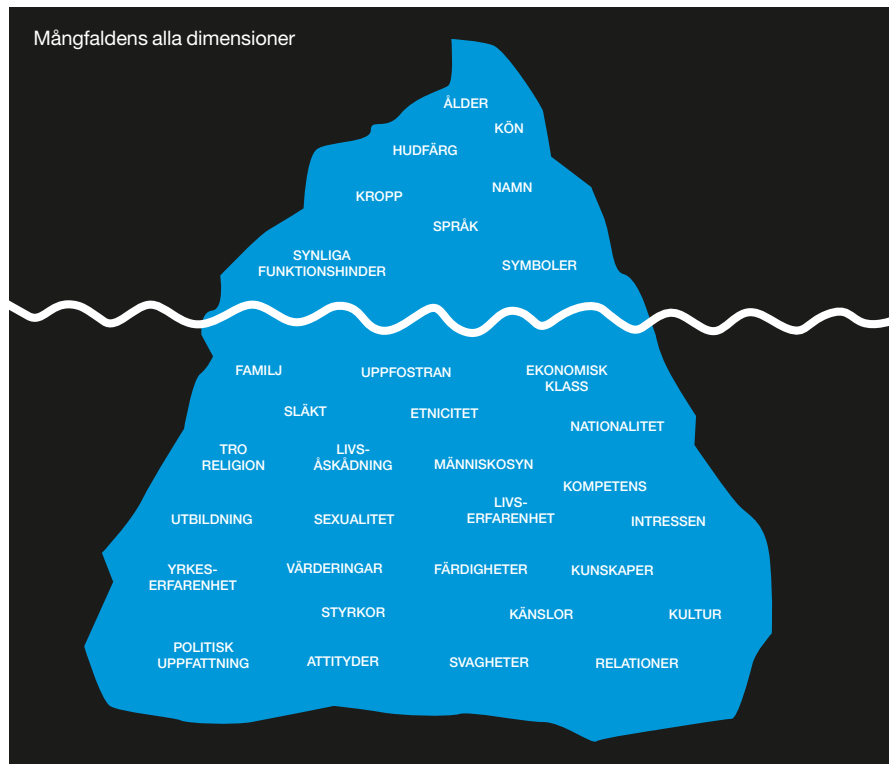 Mångfaldens alla dimensioner
ÅLDER
KÖN
HUDFÄRG
NAMN
KROPP
SPRÅK
SYNLIGA
FUNKTIONSHINDER
SYMBOLER
FAMILJ
UPPFOSTRAN
EKONOMISK
KLASS
SLÄKT
ETNICITET
NATIONALITET
TRO
RELIGION
LIVS-
ÅSKÅDNING
MÄNNISKOSYN
KOMPETENS
LIVS-
ERFARENHET
UTBILDNING
SEXUALITET
INTRESSEN
YRKES-
ERFARENHET
VÄRDERINGAR
FÄRDIGHETER
KUNSKAPER
STYRKOR
KÄNSLOR
KULTUR
POLITISK
UPPFATTNING
ATTITYDER
SVAGHETER
RELATIONER